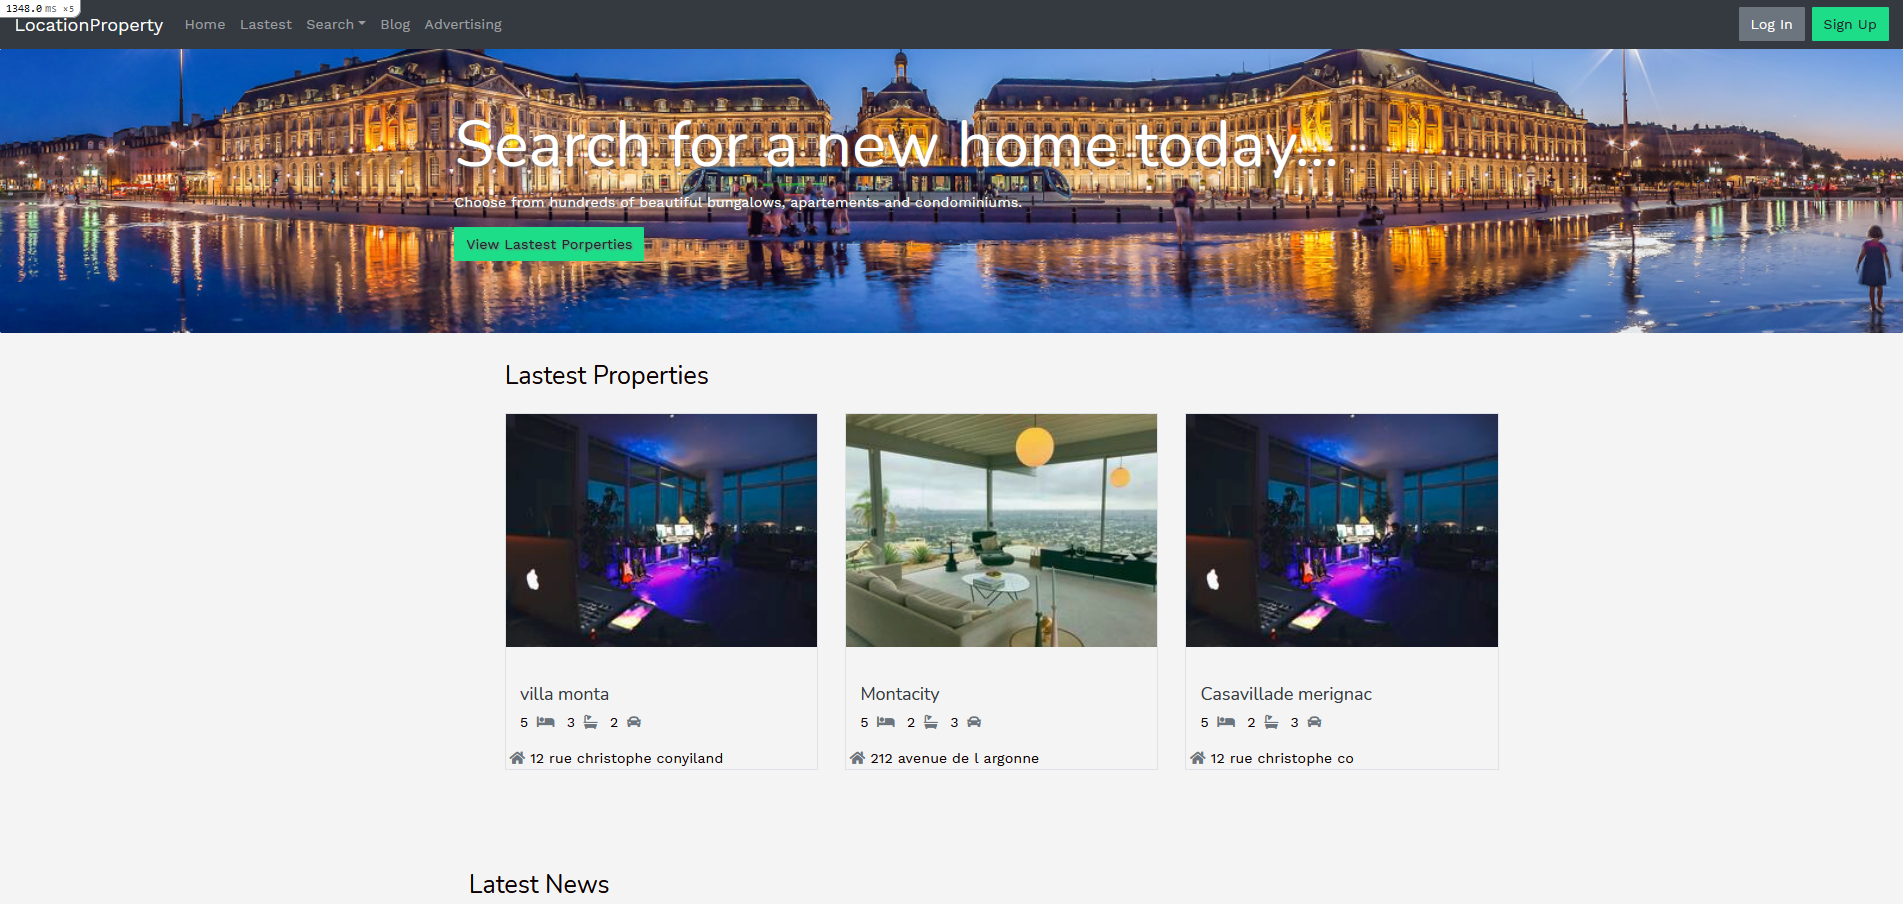 1348.0 ms ×5
LocationProperty Home Lastest Search Blog Advertising Log In Sign Up
Search for a new home today...
Choose from hundreds of beautiful bungalows, apartements and condominiums.
View Lastest Porperties
Lastest Properties
villa monta
5 3 2
12 rue christophe conyiland
Montacity
5 2 3
212 avenue de l argonne
Casavillade merignac
5 2 3
12 rue christophe co
Latest News